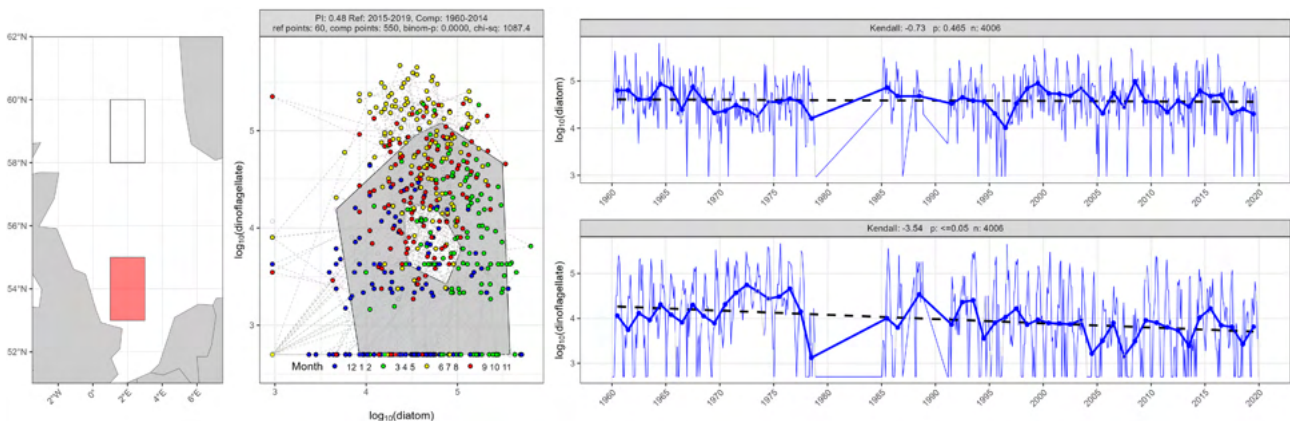 62°N
60°N
58°N
56°N
54°N
52°N
2°W
0°
2°E
4°E
6°E
PI: 0.48 Ref: 2015-2019, Comp: 1960-2014
ref points: 60, comp points: 550, binom-p: 0.0000, chi-sq: 1087.4
log10(dinoflagellate)
5
4
3
Month 12 1 2 3 4 5 6 7 8 9 10 11
3
4
5
log10(diatom)
Kendall: -0.73 p: 0.465 n: 4006
log10(diatom)
5
4
3
1960
1965
1970
1975
1980
1985
1990
1995
2000
2005
2010
2015
2020
Kendall: -3.54 p: <=0.05 n: 4006
log10(dinoflagellate)
5
4
3
1960
1965
1970
1975
1980
1985
1990
1995
2000
2005
2010
2015
2020